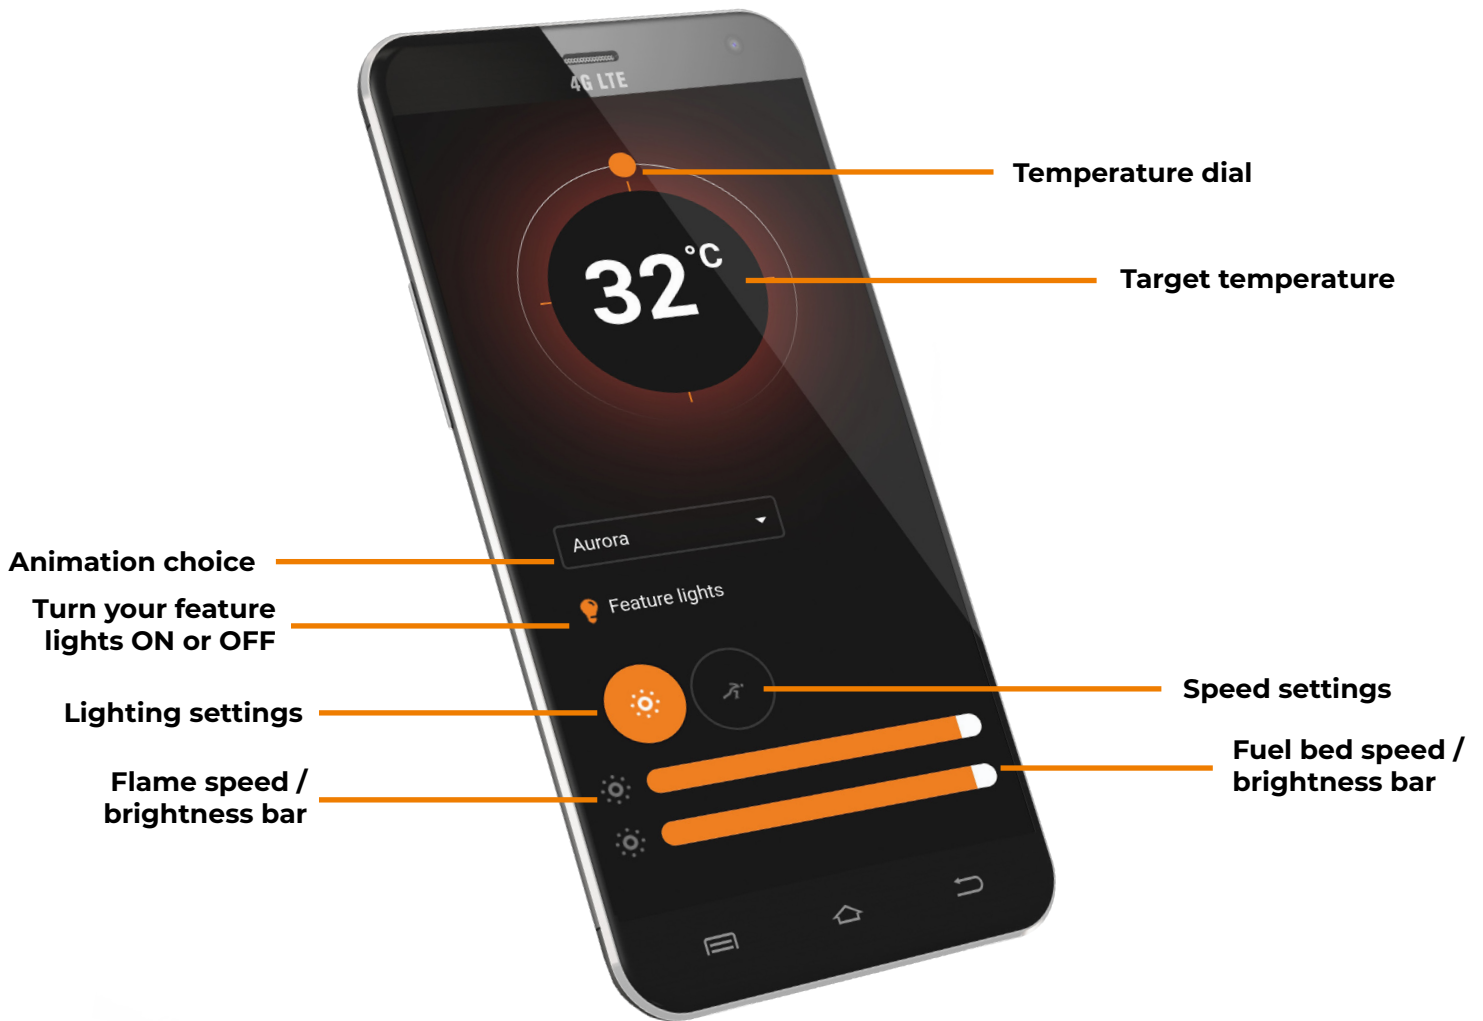 4G LTE
Temperature dial
32°C
Target temperature
Aurora
Animation choice
Feature lights
Turn your feature
lights ON or OFF
Lighting settings
Speed settings
Flame speed /
brightness bar
Fuel bed speed /
brightness bar